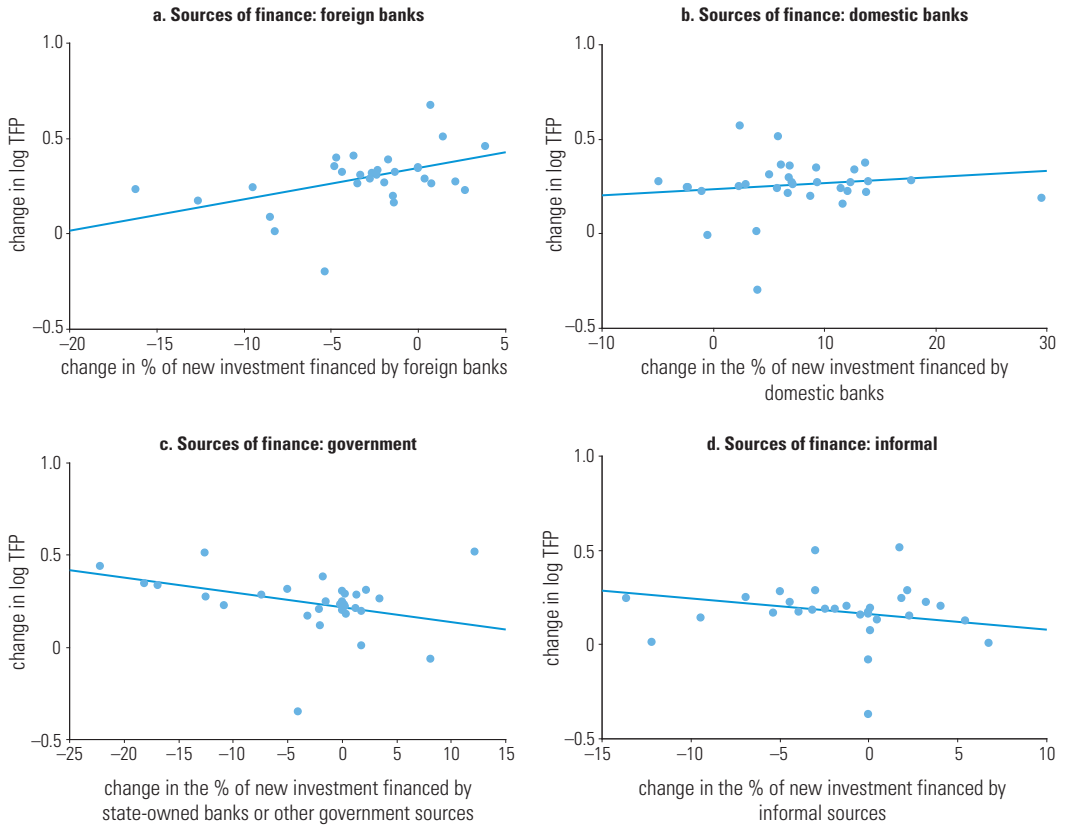 a. Sources of finance: foreign banks
1.0
0.5
0
–0.5
change in log TFP
–20
–15
–10
–5
0
5
change in % of new investment financed by foreign banks
b. Sources of finance: domestic banks
1.0
0.5
0
–0.5
change in log TFP
–10
0
10
20
30
change in the % of new investment financed by
domestic banks
c. Sources of finance: government
1.0
0.5
0
–0.5
change in log TFP
–25
–20
–15
–10
–5
0
5
10
15
change in the % of new investment financed by
state-owned banks or other government sources
d. Sources of finance: informal
1.0
0.5
0
–0.5
change in log TFP
–15
–10
–5
0
5
10
change in the % of new investment financed by
informal sources